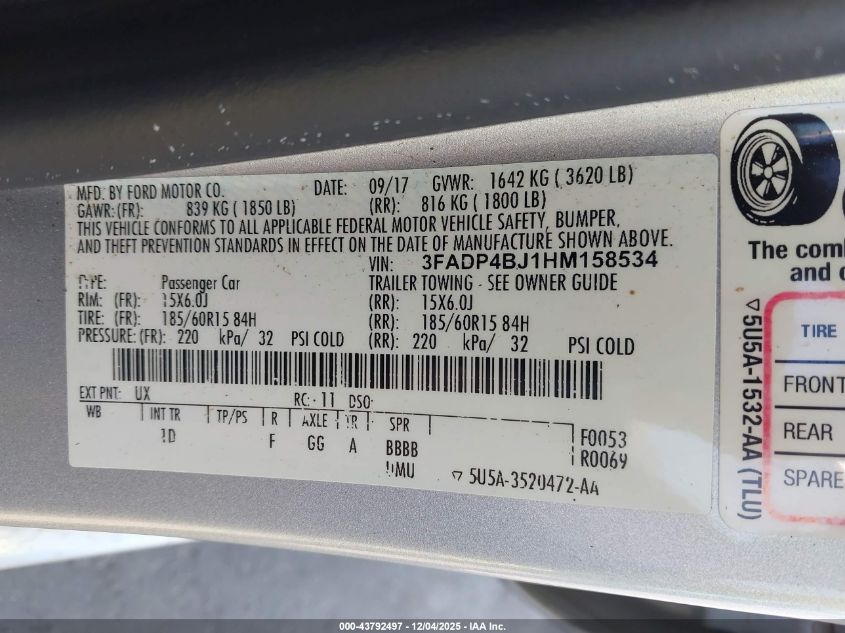 MFD. BY FORD MOTOR CO. DATE: 09/17 GVWR: 1642 KG ( 3620 LB)
GAWR: (FR): 839 KG ( 1850 LB) (RR): 816 KG ( 1800 LB)
THIS VEHICLE CONFORMS TO ALL APPLICABLE FEDERAL MOTOR VEHICLE SAFETY, BUMPER,
AND THEFT PREVENTION STANDARDS IN EFFECT ON THE DATE OF MANUFACTURE SHOWN ABOVE.
VIN: 3FADP4BJ1HM158534
TYPE: Passenger Car TRAILER TOWING - SEE OWNER GUIDE
RIM: (FR): 15X6.0J (RR): 15X6.0J
TIRE: (FR): 185/60R15 84H (RR): 185/60R15 84H
PRESSURE: (FR): 220 kPa/ 32 PSI COLD (RR): 220 kPa/ 32 PSI COLD
EXT PNT: UX RC: 11 DSO:
WB INT TR TP/PS R AXLE TR SPR
ID F GG A BBBB F0053
UMU R0069
▽ 5U5A-3520472-AA
The comb
and c
TIRE
FRONT
REAR
SPARE
▽ 5U5A-1532-AA (TLU)
000-43792497 - 12/04/2025 - IAA Inc.